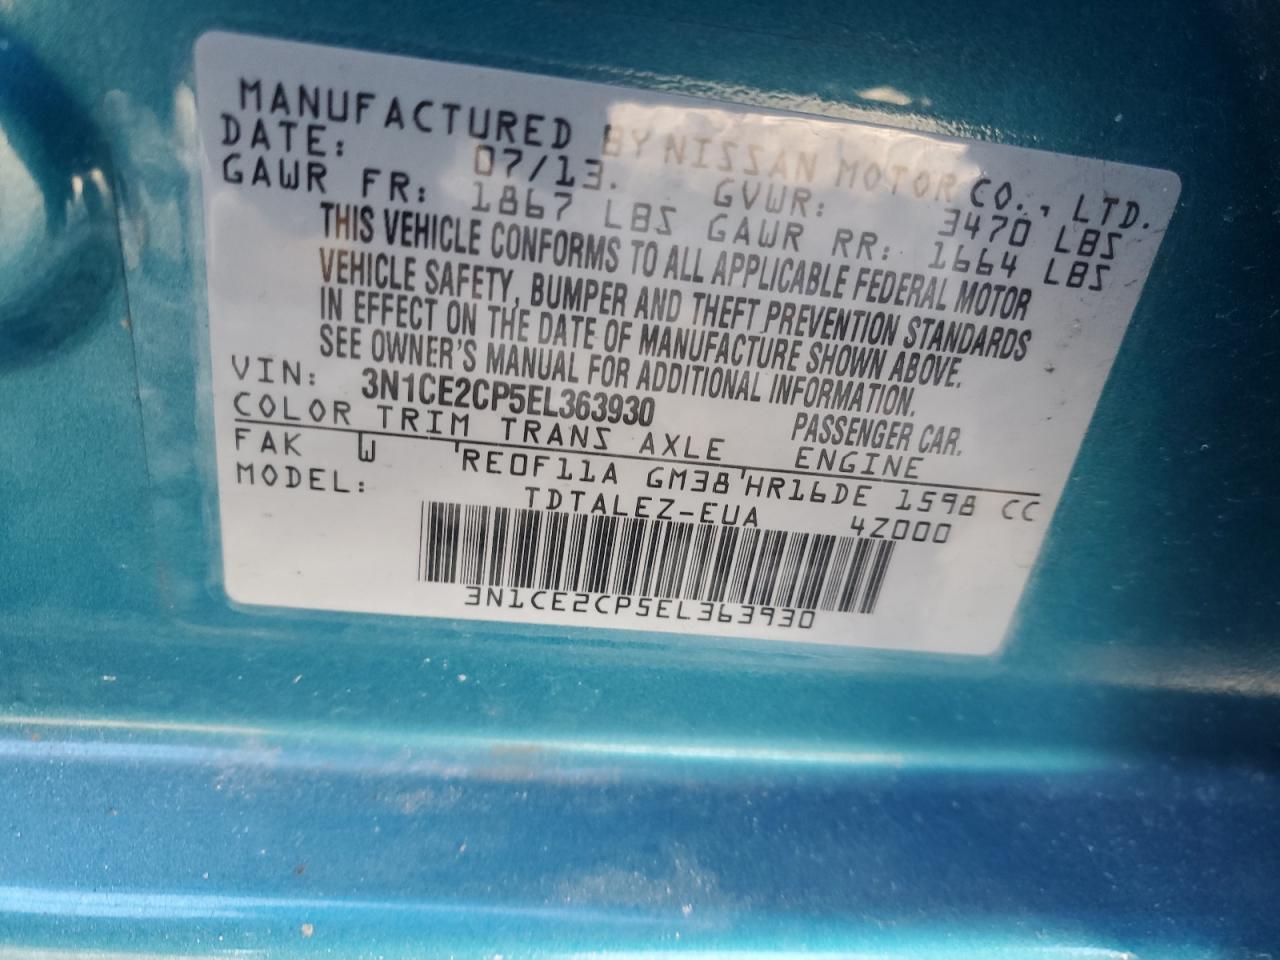 MANUFACTURED BY NISSAN MOTOR CO., LTD.
DATE: 07/13. GVWR: 3470 LBS
GAWR FR: 1867 LBS GAWR RR: 1664 LBS
THIS VEHICLE CONFORMS TO ALL APPLICABLE FEDERAL MOTOR
VEHICLE SAFETY, BUMPER AND THEFT PREVENTION STANDARDS
IN EFFECT ON THE DATE OF MANUFACTURE SHOWN ABOVE.
SEE OWNER'S MANUAL FOR ADDITIONAL INFORMATION.
VIN: 3N1CE2CP5EL363930 PASSENGER CAR.
COLOR TRIM TRANS AXLE ENGINE
FAK W 'RE0F11A GM38'HR16DE 1598 CC
MODEL: TDTALEZ-EUA 4Z000
3N1CE2CP5EL363930